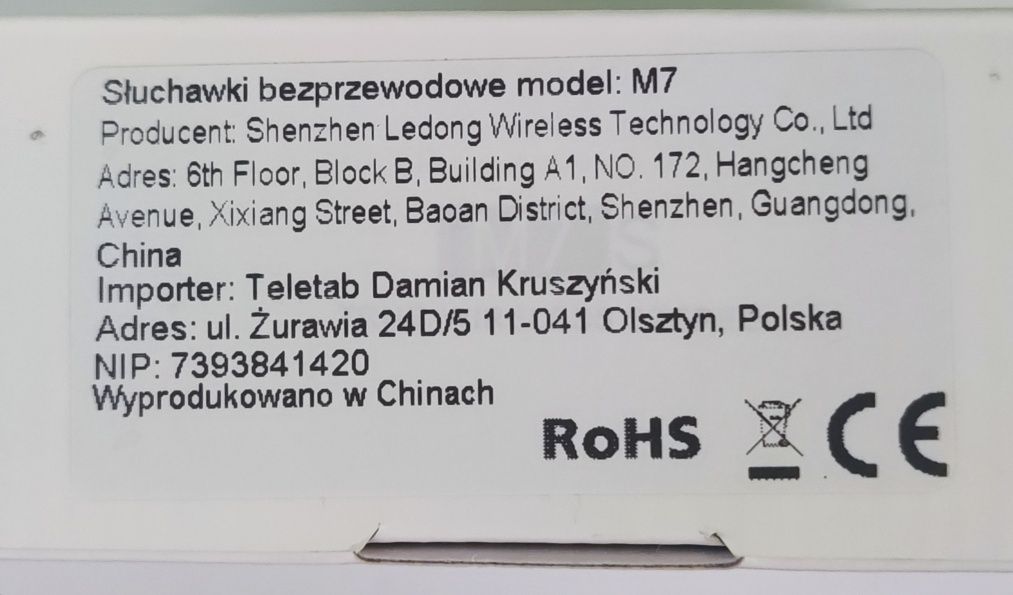 Słuchawki bezprzewodowe model: M7
Producent: Shenzhen Ledong Wireless Technology Co., Ltd
Adres: 6th Floor, Block B, Building A1, NO. 172, Hangcheng
Avenue, Xixiang Street, Baoan District, Shenzhen, Guangdong,
China
Importer: Teletab Damian Kruszyński
Adres: ul. Żurawia 24D/5 11-041 Olsztyn, Polska
NIP: 7393841420
Wyprodukowano w Chinach
RoHS CE